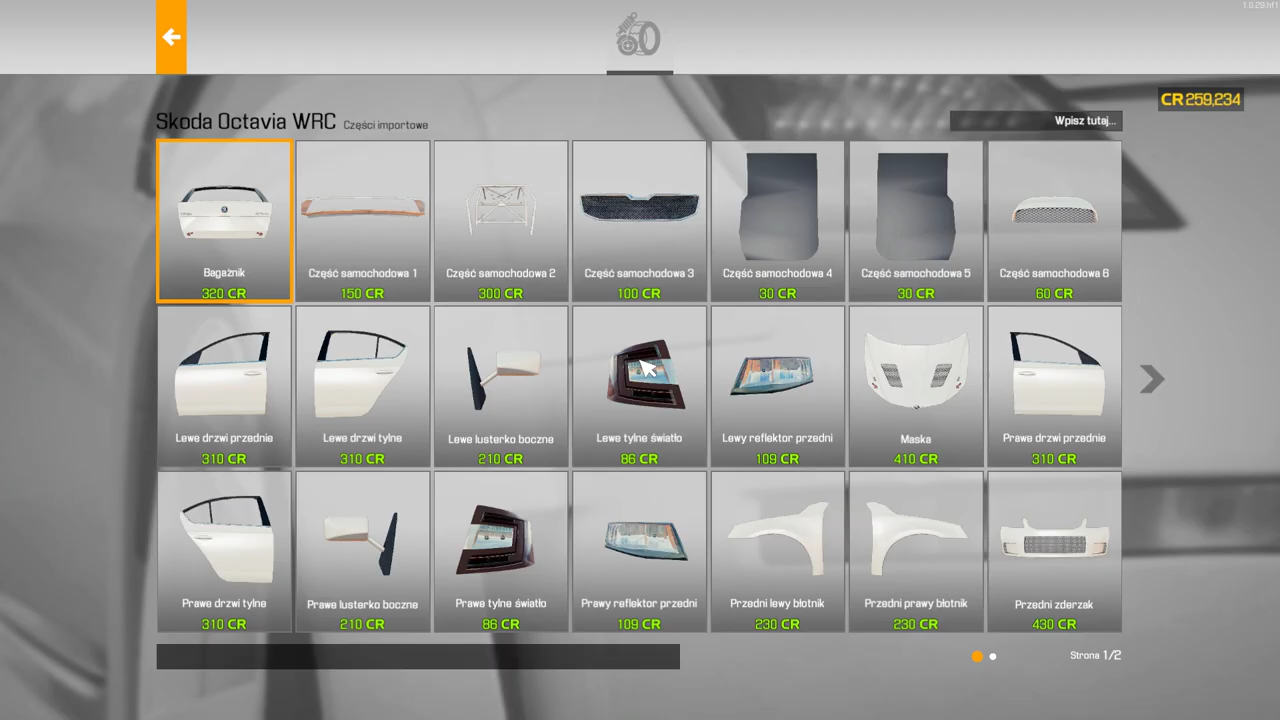 1.0.29.hf1
CR 259,234
Skoda Octavia WRC Części importowe
Wpisz tutaj...
Bagażnik
320 CR
Część samochodowa 1
150 CR
Część samochodowa 2
300 CR
Część samochodowa 3
100 CR
Część samochodowa 4
30 CR
Część samochodowa 5
30 CR
Część samochodowa 6
60 CR
Lewe drzwi przednie
310 CR
Lewe drzwi tylne
310 CR
Lewe lusterko boczne
210 CR
Lewe tylne światło
86 CR
Lewy reflektor przedni
109 CR
Maska
410 CR
Prawe drzwi przednie
310 CR
Prawe drzwi tylne
310 CR
Prawe lusterko boczne
210 CR
Prawe tylne światło
86 CR
Prawy reflektor przedni
109 CR
Przedni lewy błotnik
230 CR
Przedni prawy błotnik
230 CR
Przedni zderzak
430 CR
Strona 1/2